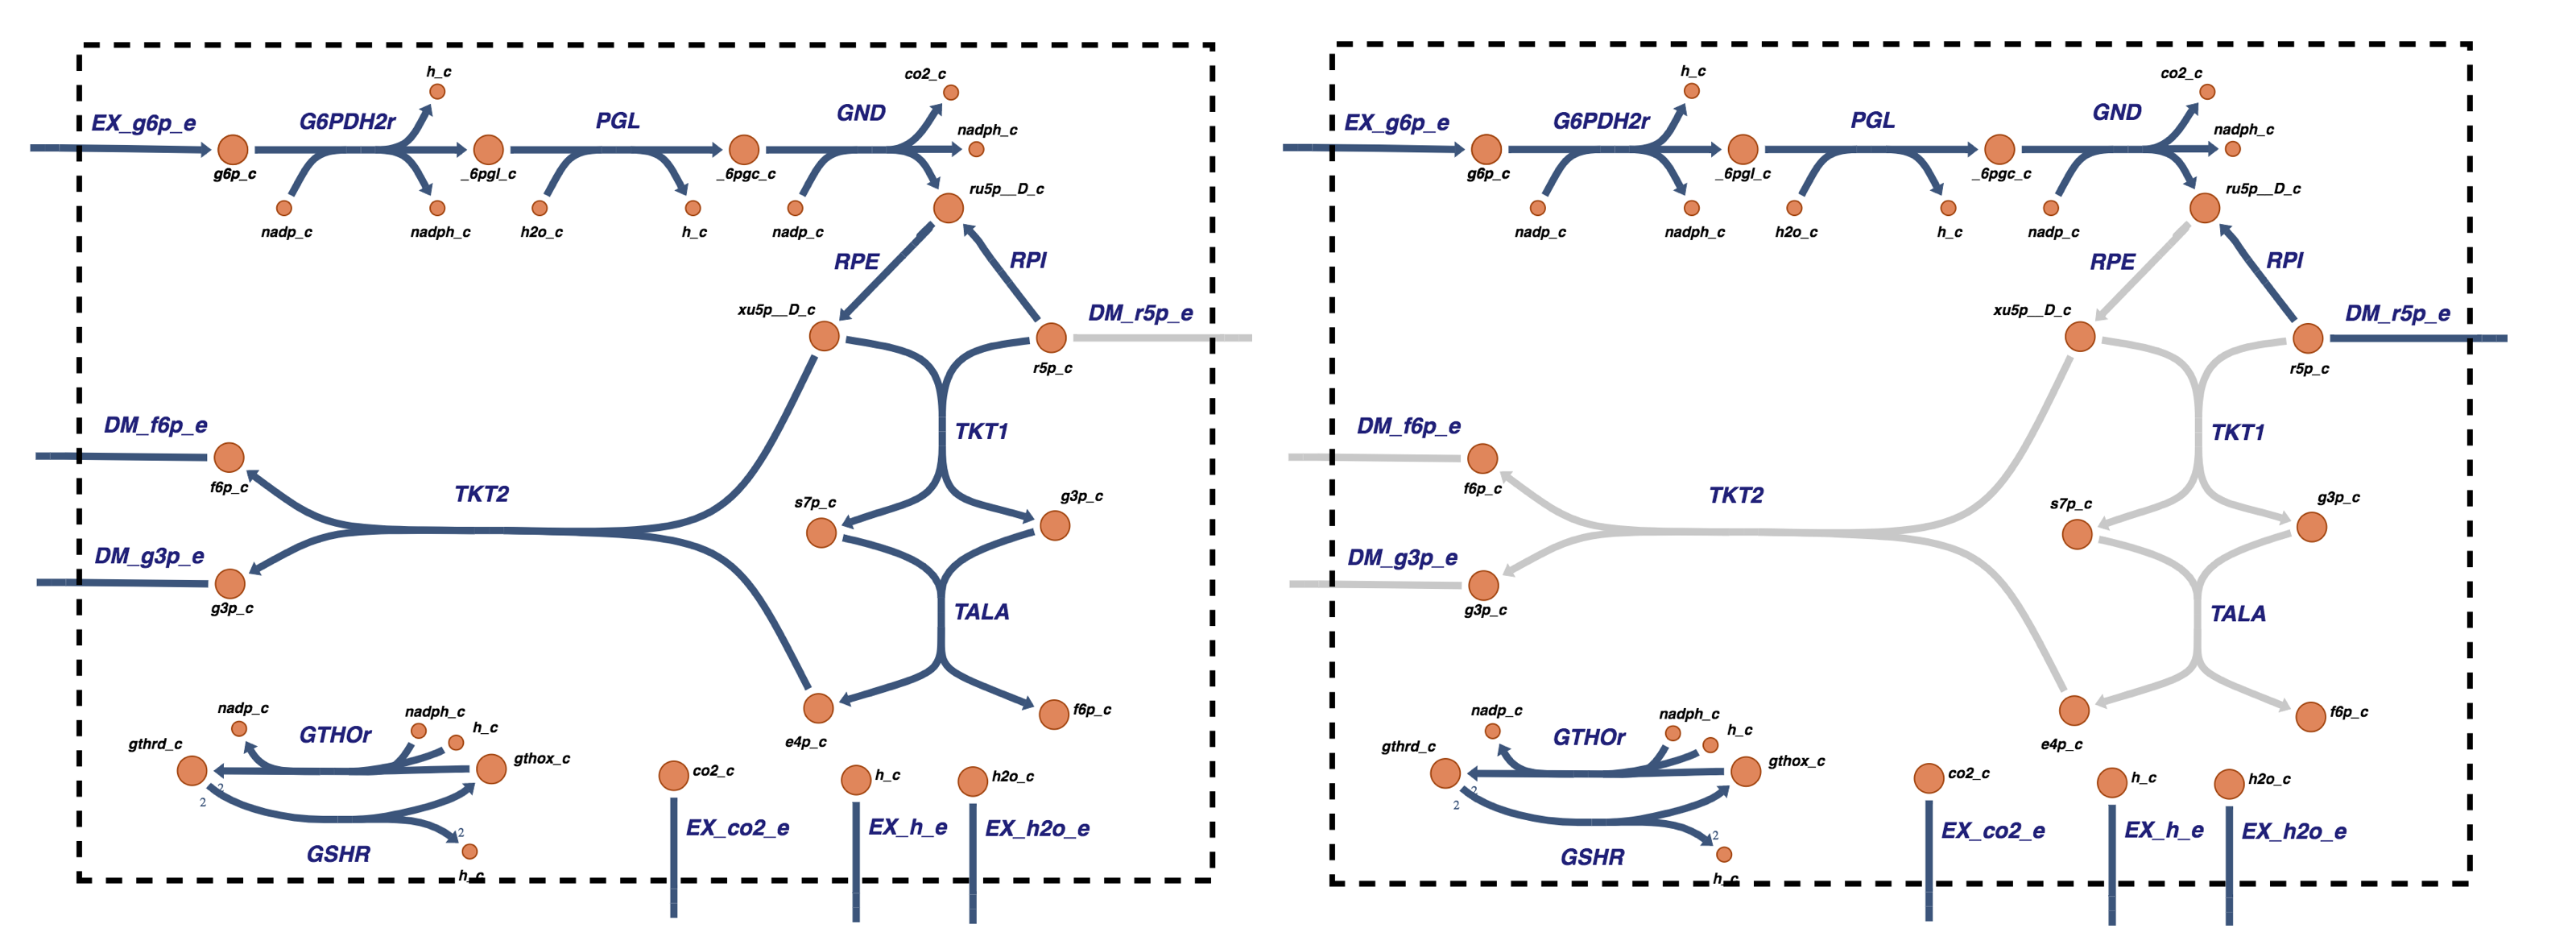 h_c
co2_c
EX_g6p_e
G6PDH2r
PGL
GND
nadph_c
g6p_c
_6pgl_c
_6pgc_c
ru5p__D_c
nadp_c
nadph_c
h2o_c
h_c
nadp_c
RPE
RPI
xu5p__D_c
DM_r5p_e
r5p_c
DM_f6p_e
TKT1
f6p_c
TKT2
s7p_c
g3p_c
DM_g3p_e
g3p_c
TALA
nadp_c
nadph_c
h_c
f6p_c
GTHOr
gthrd_c
gthox_c
e4p_c
co2_c
h_c
h2o_c
2
2
2
GSHR
h_c
EX_co2_e
EX_h_e
EX_h2o_e
h_c
co2_c
EX_g6p_e
G6PDH2r
PGL
GND
nadph_c
g6p_c
_6pgl_c
_6pgc_c
ru5p__D_c
nadp_c
nadph_c
h2o_c
h_c
nadp_c
RPE
RPI
xu5p__D_c
DM_r5p_e
r5p_c
DM_f6p_e
TKT1
f6p_c
TKT2
s7p_c
g3p_c
DM_g3p_e
g3p_c
TALA
nadp_c
nadph_c
h_c
f6p_c
GTHOr
gthrd_c
gthox_c
e4p_c
co2_c
h_c
h2o_c
2
2
2
GSHR
h_c
EX_co2_e
EX_h_e
EX_h2o_e